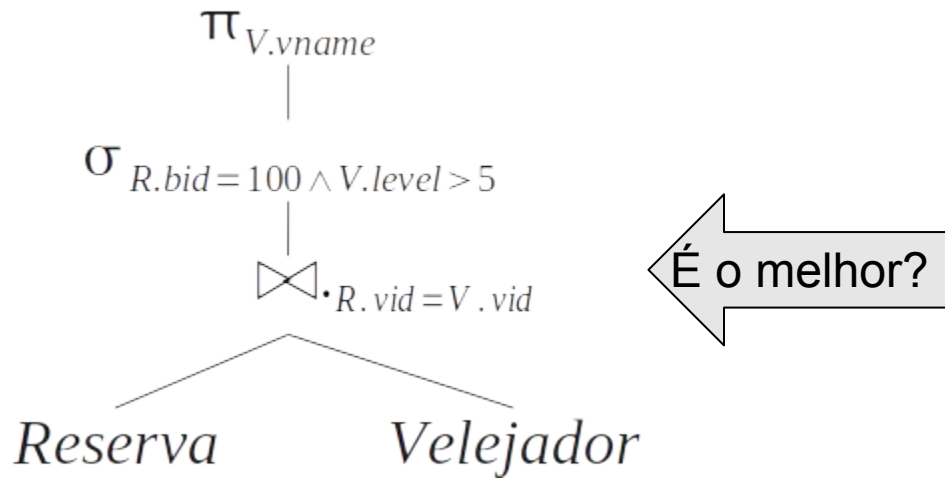 π V.vname
σ R.bid = 100 ∧ V.level > 5
⋈. R.vid = V.vid
É o melhor?
Reserva Velejador